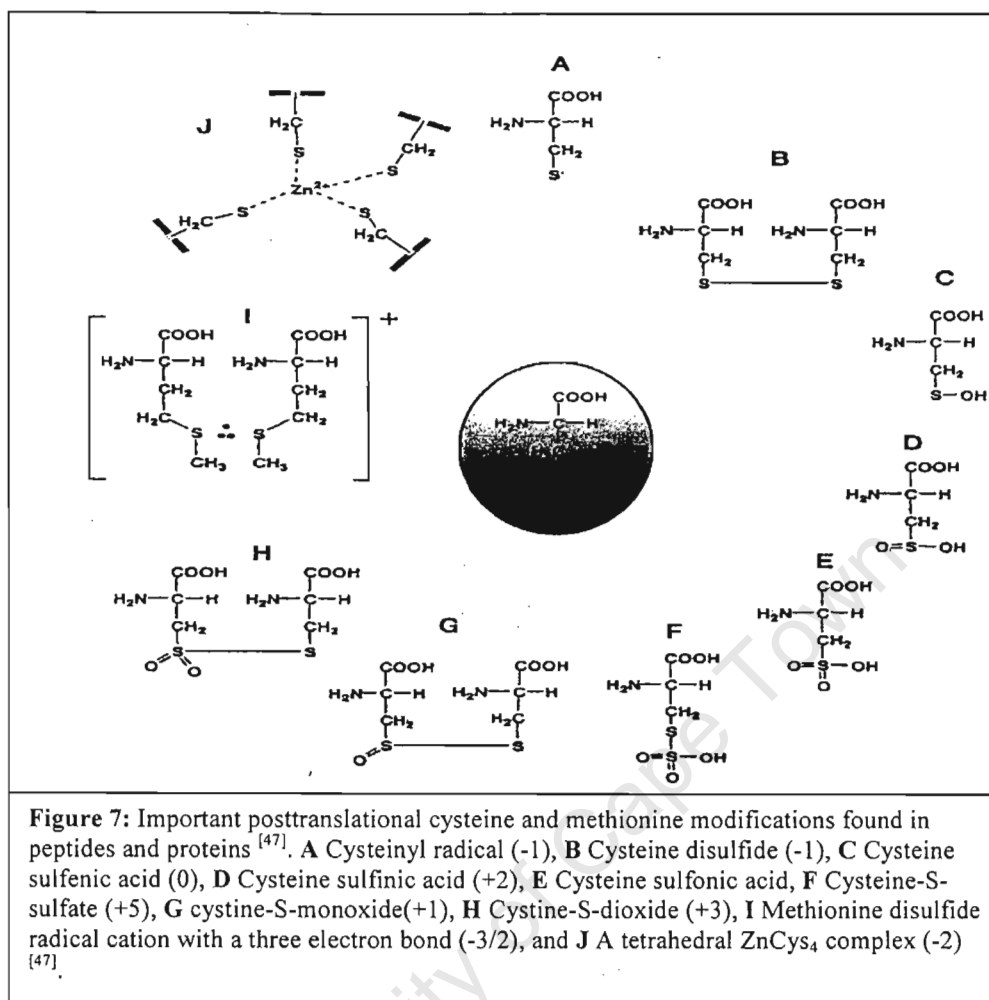 A
COOH
H₂N—C—H
CH₂
S·
J
H₂C
S
S
CH₂
Zn²⁺
H₂C
S
S
H₂C
B
COOH COOH
H₂N—C—H H₂N—C—H
CH₂ CH₂
S S
C
COOH
H₂N—C—H
CH₂
S—OH
I
+
COOH COOH
H₂N—C—H H₂N—C—H
CH₂ CH₂
H₂C H₂C
S ∴ S
CH₃ CH₃
COOH
H₂N—C—H
D
COOH
H₂N—C—H
CH₂
O=S—OH
E
COOH
H₂N—C—H
CH₂
O=S—OH
O
H
COOH COOH
H₂N—C—H H₂N—C—H
CH₂ CH₂
S S
O O
G
COOH COOH
H₂N—C—H H₂N—C—H
CH₂ H₂C
O=S S
F
COOH
H₂N—C—H
CH₂
S
O=S—OH
O
Figure 7: Important posttranslational cysteine and methionine modifications found in
peptides and proteins [47]. A Cysteinyl radical (-1), B Cysteine disulfide (-1), C Cysteine
sulfenic acid (0), D Cysteine sulfinic acid (+2), E Cysteine sulfonic acid, F Cysteine-S-
sulfate (+5), G cystine-S-monoxide(+1), H Cystine-S-dioxide (+3), I Methionine disulfide
radical cation with a three electron bond (-3/2), and J A tetrahedral ZnCys₄ complex (-2)
[47].
ity of Cape Town